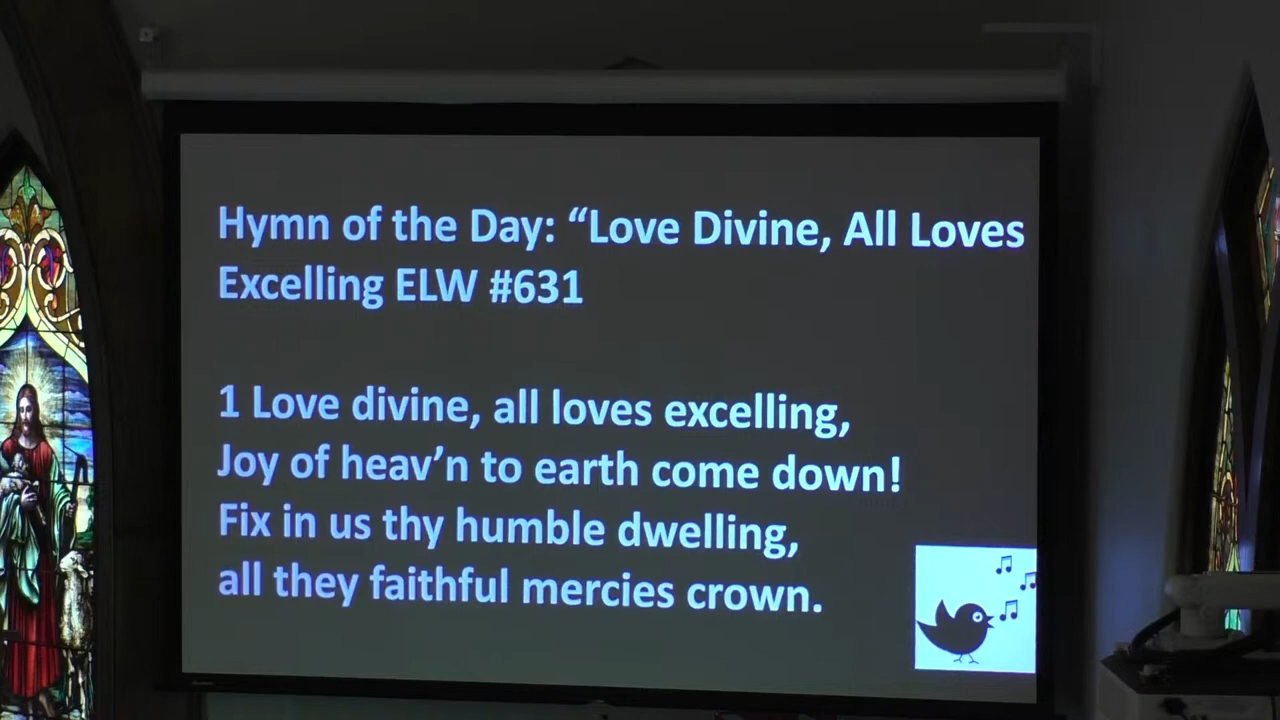 Hymn of the Day: “Love Divine, All Loves
Excelling ELW #631
1 Love divine, all loves excelling,
Joy of heav’n to earth come down!
Fix in us thy humble dwelling,
all they faithful mercies crown.